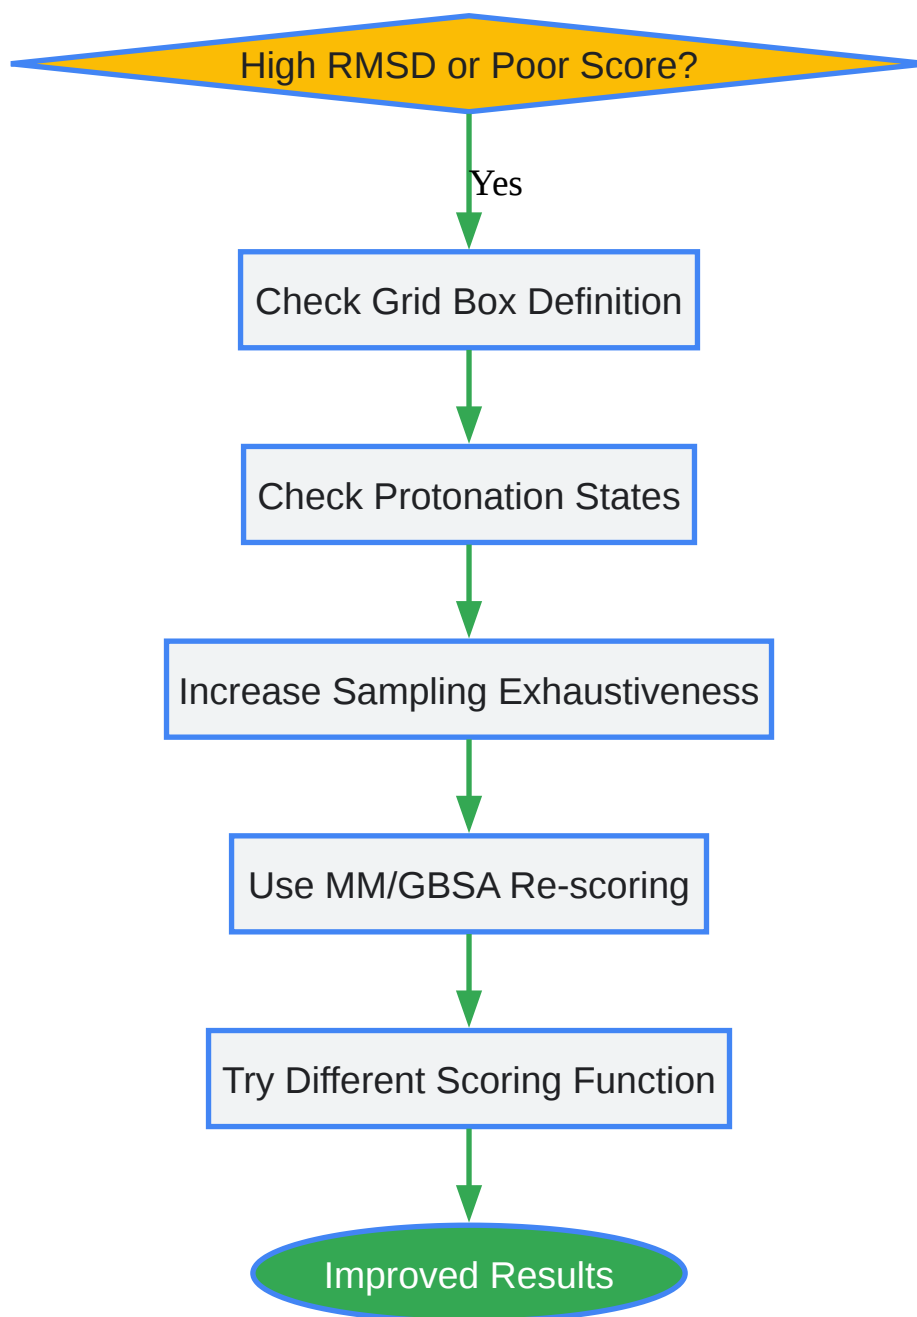 High RMSD or Poor Score?
Yes
Check Grid Box Definition
Check Protonation States
Increase Sampling Exhaustiveness
Use MM/GBSA Re-scoring
Try Different Scoring Function
Improved Results